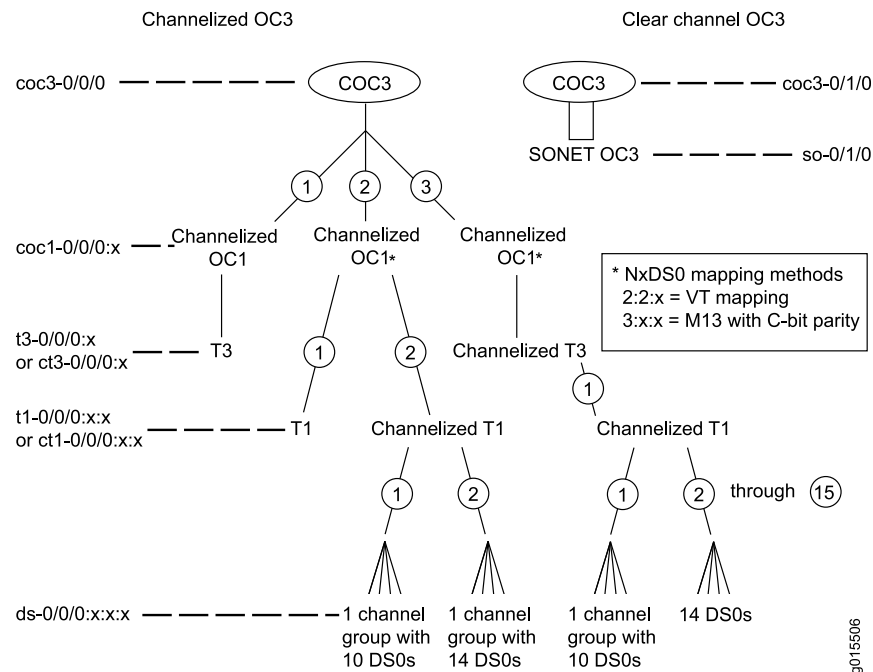 Channelized OC3
Clear channel OC3
coc3-0/0/0
COC3
COC3
coc3-0/1/0
SONET OC3
so-0/1/0
1
2
3
coc1-0/0/0:x
Channelized
OC1
Channelized
OC1*
Channelized
OC1*
* NxDS0 mapping methods
2:2:x = VT mapping
3:x:x = M13 with C-bit parity
t3-0/0/0:x
or ct3-0/0/0:x
T3
1
2
Channelized T3
1
t1-0/0/0:x:x
or ct1-0/0/0:x:x
T1
Channelized T1
Channelized T1
1
2
1
2
through
15
ds-0/0/0:x:x:x
1 channel
group with
10 DS0s
1 channel
group with
14 DS0s
1 channel
group with
10 DS0s
14 DS0s
g015506